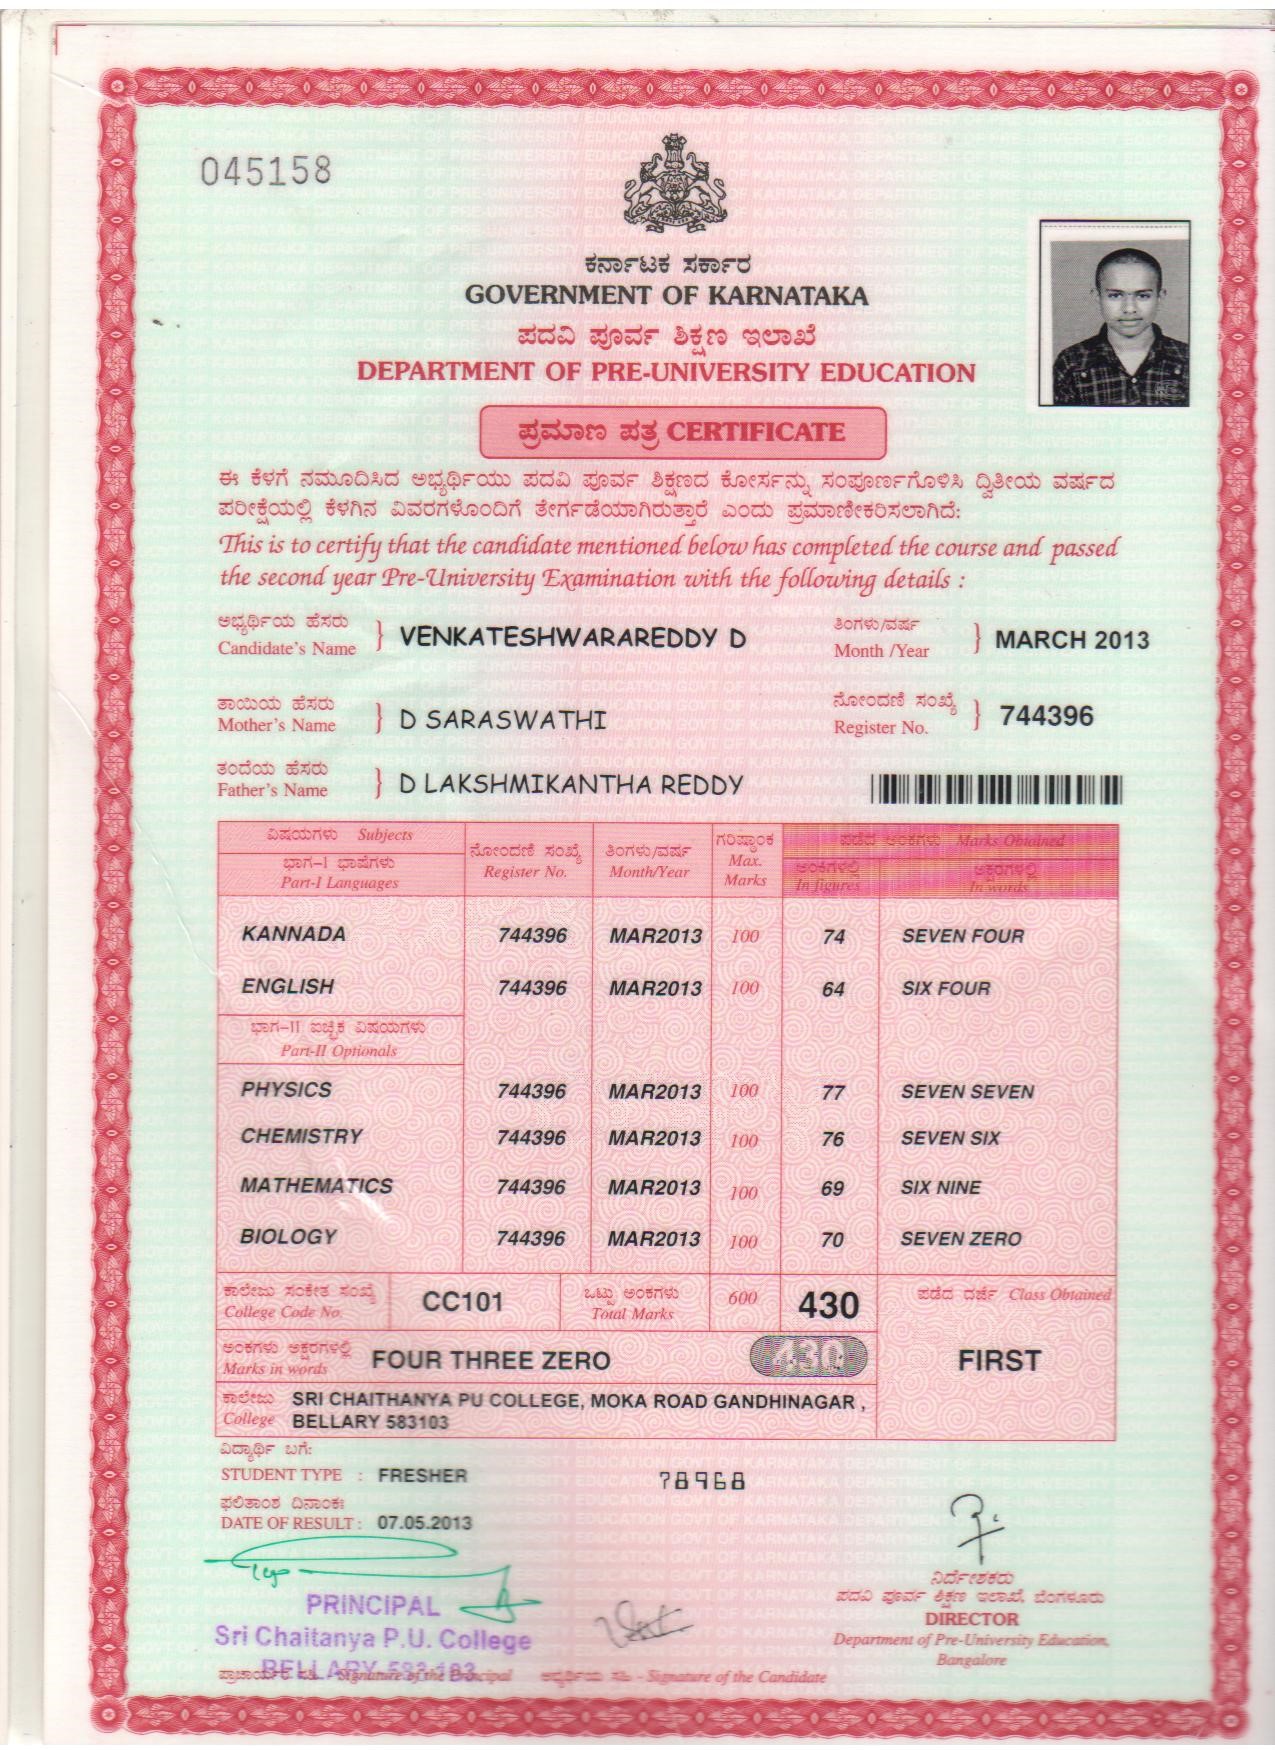 045158
ಕರ್ನಾಟಕ ಸರ್ಕಾರ
GOVERNMENT OF KARNATAKA
ಪದವಿ ಪೂರ್ವ ಶಿಕ್ಷಣ ಇಲಾಖೆ
DEPARTMENT OF PRE-UNIVERSITY EDUCATION
ಪ್ರಮಾಣ ಪತ್ರ CERTIFICATE
ಈ ಕೆಳಗೆ ನಮೂದಿಸಿದ ಅಭ್ಯರ್ಥಿಯು ಪದವಿ ಪೂರ್ವ ಶಿಕ್ಷಣದ ಕೋರ್ಸನ್ನು ಸಂಪೂರ್ಣಗೊಳಿಸಿ ದ್ವಿತೀಯ ವರ್ಷದ
ಪರೀಕ್ಷೆಯಲ್ಲಿ ಕೆಳಗಿನ ವಿವರಗಳೊಂದಿಗೆ ತೇರ್ಗಡೆಯಾಗಿರುತ್ತಾರೆ ಎಂದು ಪ್ರಮಾಣೀಕರಿಸಲಾಗಿದೆ:
This is to certify that the candidate mentioned below has completed the course and passed
the second year Pre-University Examination with the following details :
ಅಭ್ಯರ್ಥಿಯ ಹೆಸರು
Candidate's Name } VENKATESHWARAREDDY D
ತಿಂಗಳು/ವರ್ಷ
Month /Year } MARCH 2013
ತಾಯಿಯ ಹೆಸರು
Mother's Name } D SARASWATHI
ನೋಂದಣಿ ಸಂಖ್ಯೆ
Register No. } 744396
ತಂದೆಯ ಹೆಸರು
Father's Name } D LAKSHMIKANTHA REDDY
ವಿಷಯಗಳು Subjects
ಭಾಗ-I ಭಾಷೆಗಳು
Part-I Languages
ನೋಂದಣಿ ಸಂಖ್ಯೆ
Register No.
ತಿಂಗಳು/ವರ್ಷ
Month/Year
ಗರಿಷ್ಠಾಂಕ
Max.
Marks
ಪಡೆದ ಅಂಕಗಳು Marks Obtained
ಅಂಕಿಗಳಲ್ಲಿ
In figures
ಅಕ್ಷರಗಳಲ್ಲಿ
In words
KANNADA 744396 MAR2013 100 74 SEVEN FOUR
ENGLISH 744396 MAR2013 100 64 SIX FOUR
ಭಾಗ-II ಐಚ್ಛಿಕ ವಿಷಯಗಳು
Part-II Optionals
PHYSICS 744396 MAR2013 100 77 SEVEN SEVEN
CHEMISTRY 744396 MAR2013 100 76 SEVEN SIX
MATHEMATICS 744396 MAR2013 100 69 SIX NINE
BIOLOGY 744396 MAR2013 100 70 SEVEN ZERO
ಕಾಲೇಜು ಸಂಕೇತ ಸಂಖ್ಯೆ
College Code No. CC101
ಒಟ್ಟು ಅಂಕಗಳು
Total Marks 600 430
ಪಡೆದ ದರ್ಜೆ Class Obtained
FIRST
ಅಂಕಗಳು ಅಕ್ಷರಗಳಲ್ಲಿ
Marks in words FOUR THREE ZERO 430
ಕಾಲೇಜು
College SRI CHAITHANYA PU COLLEGE, MOKA ROAD GANDHINAGAR ,
BELLARY 583103
ವಿದ್ಯಾರ್ಥಿ ಬಗೆ:
STUDENT TYPE : FRESHER
78968
ಫಲಿತಾಂಶ ದಿನಾಂಕ:
DATE OF RESULT : 07.05.2013
PRINCIPAL
Sri Chaitanya P.U. College
BELLARY-583 103
ಪ್ರಾಚಾರ್ಯರ ಸಹಿ - Signature of the Principal
ಅಭ್ಯರ್ಥಿಯ ಸಹಿ - Signature of the Candidate
ನಿರ್ದೇಶಕರು
ಪದವಿ ಪೂರ್ವ ಶಿಕ್ಷಣ ಇಲಾಖೆ, ಬೆಂಗಳೂರು
DIRECTOR
Department of Pre-University Education,
Bangalore